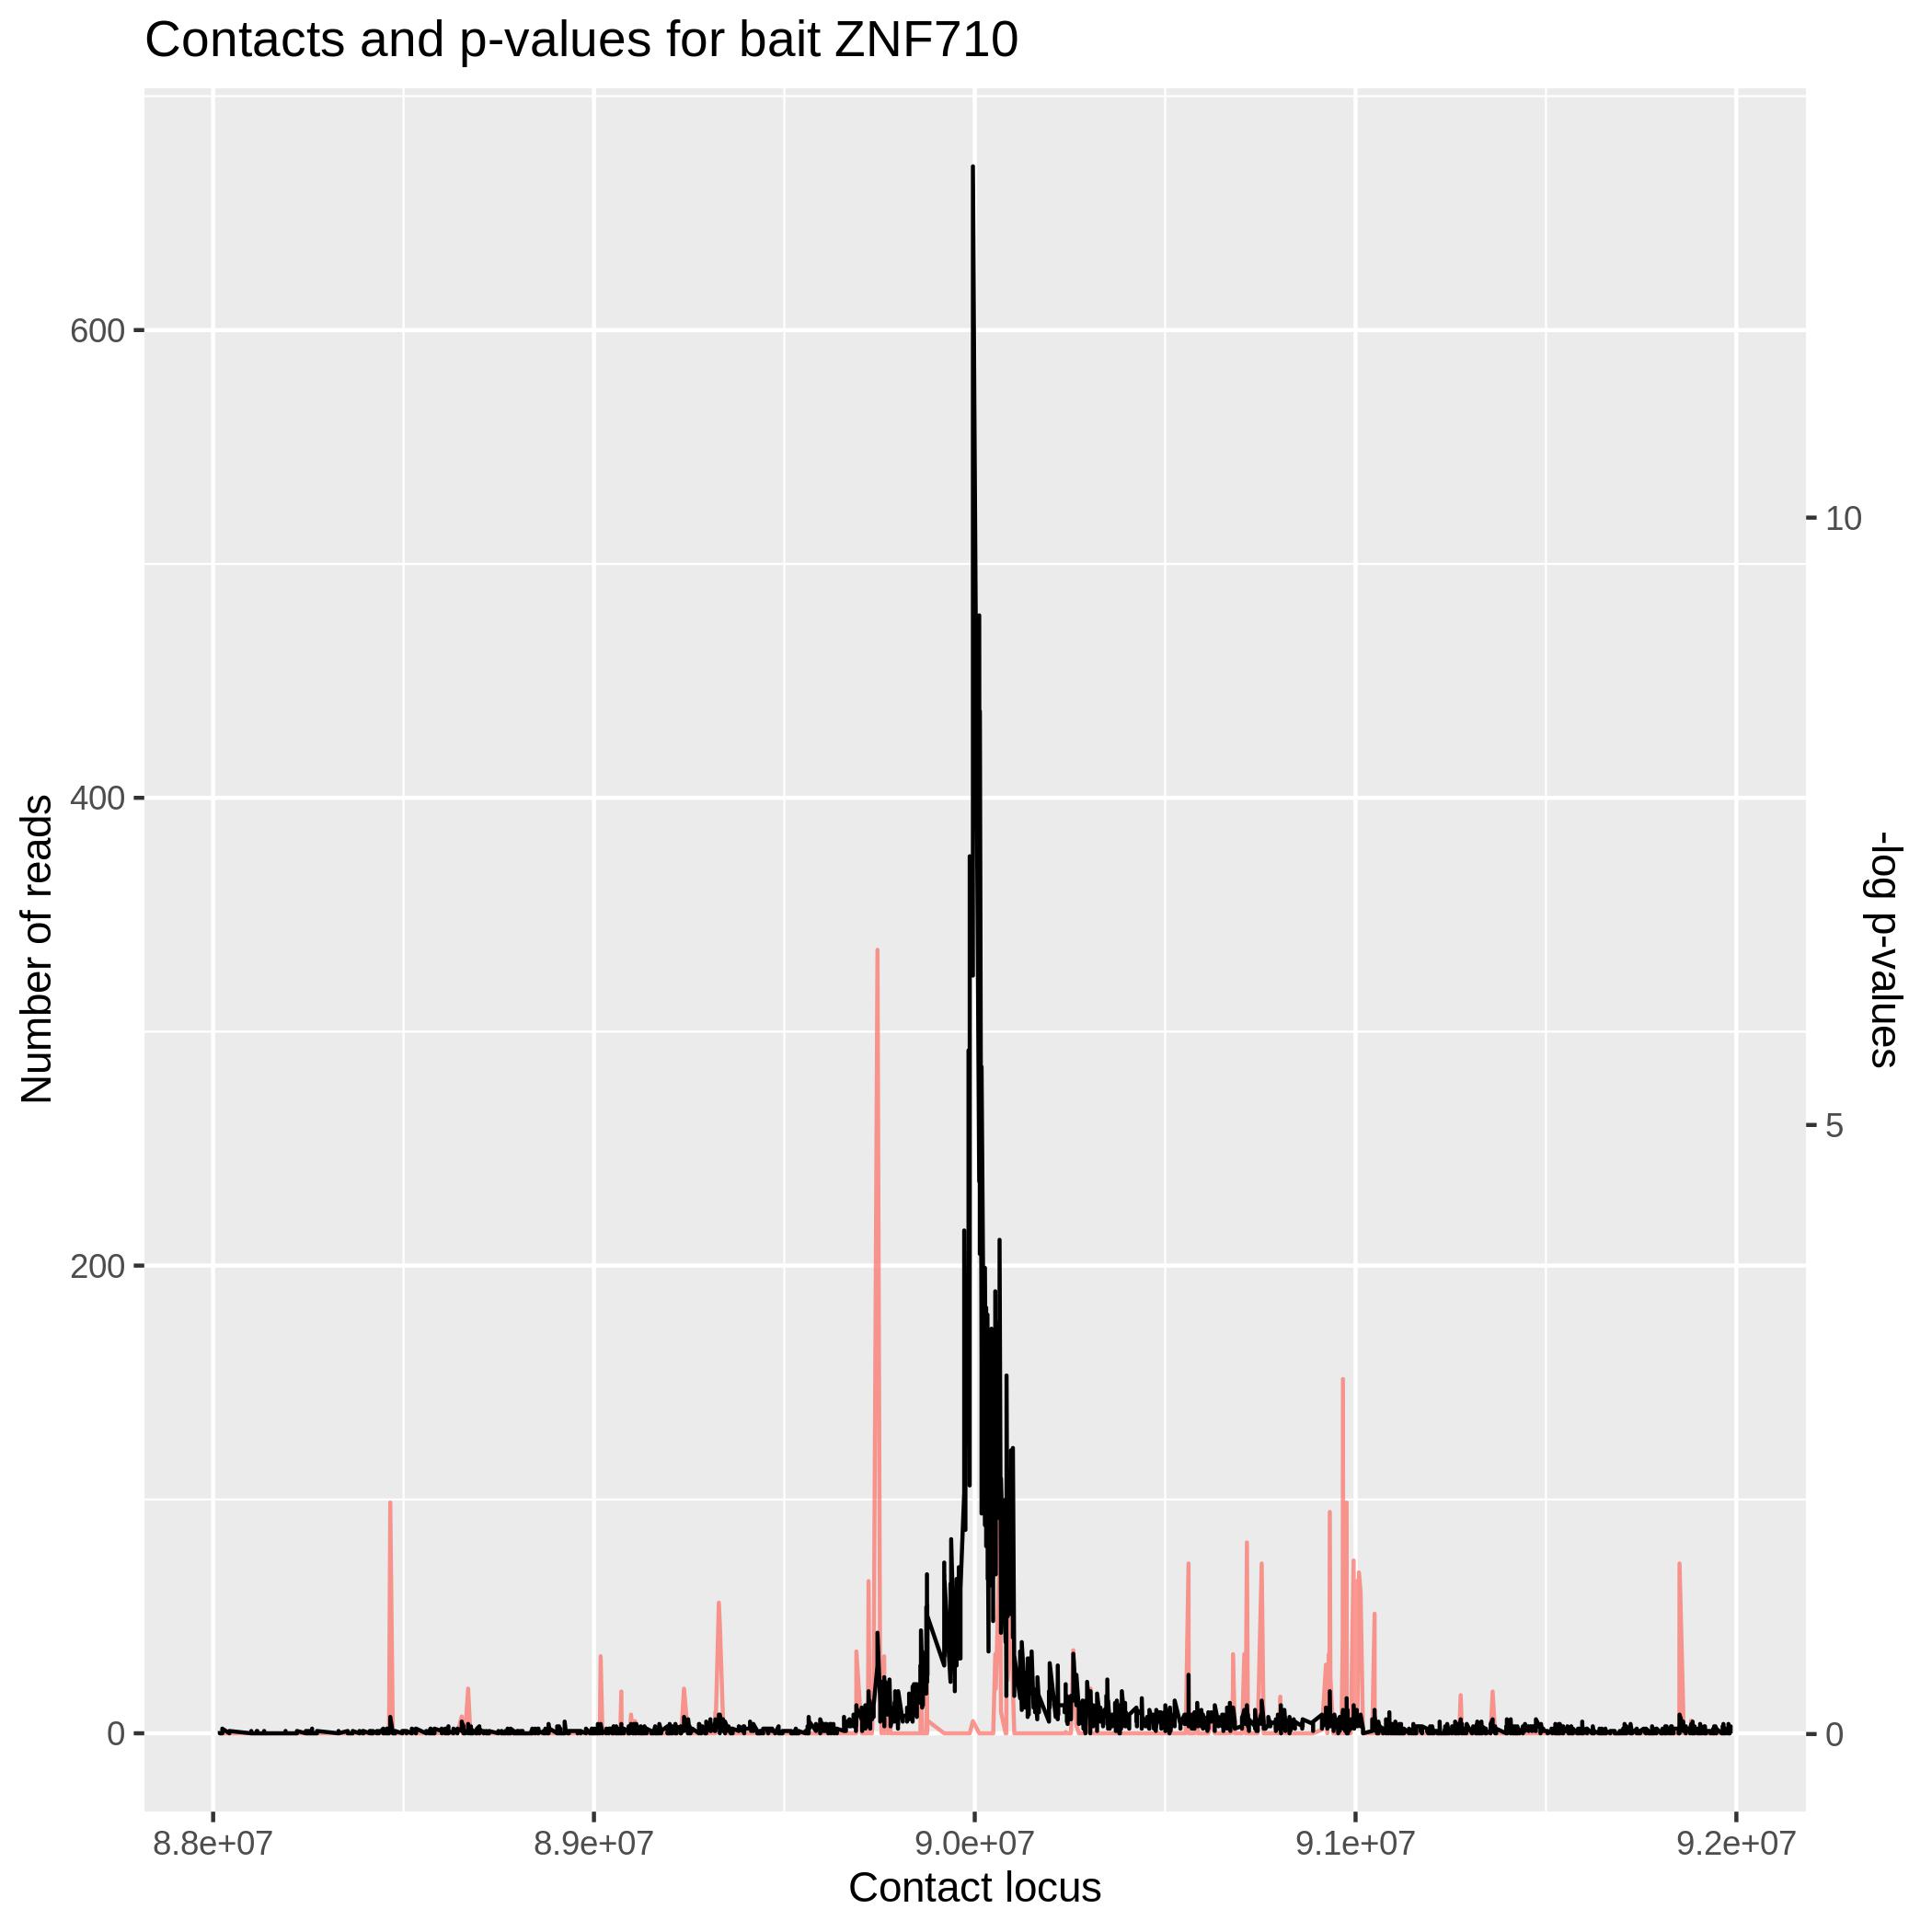 Contacts and p-values for bait ZNF710
Number of reads
600
400
200
0
10
5
0
-log p-values
8.8e+07
8.9e+07
9.0e+07
9.1e+07
9.2e+07
Contact locus